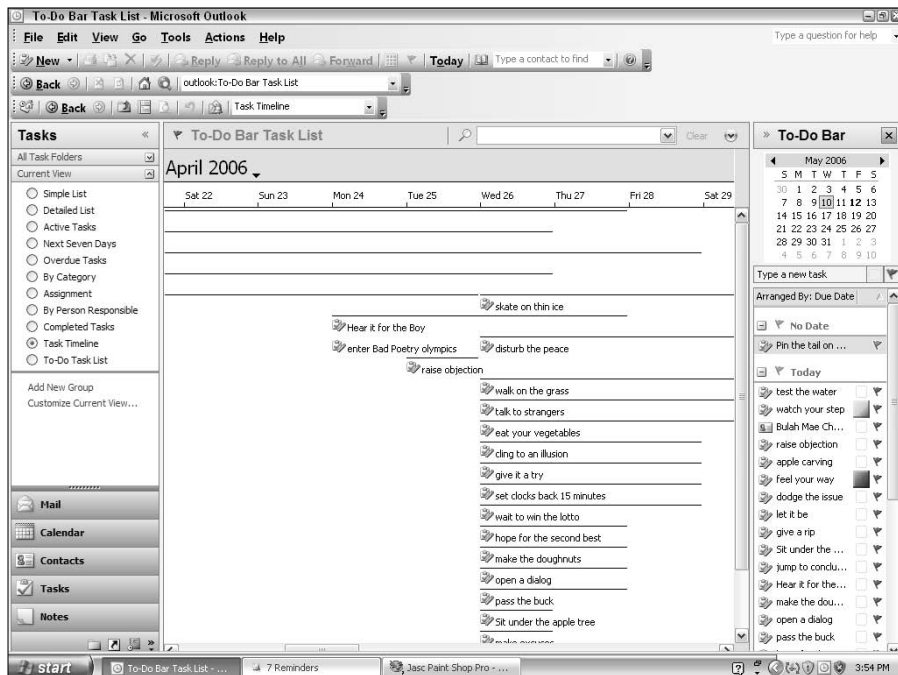 To-Do Bar Task List - Microsoft Outlook
File Edit View Go Tools Actions Help
Type a question for help
New Reply Reply to All Forward Today Type a contact to find
Back outlook:To-Do Bar Task List
Back Task Timeline
Tasks «
All Task Folders
Current View
Simple List
Detailed List
Active Tasks
Next Seven Days
Overdue Tasks
By Category
Assignment
By Person Responsible
Completed Tasks
Task Timeline
To-Do Task List
Add New Group
Customize Current View...
Mail
Calendar
Contacts
Tasks
Notes
To-Do Bar Task List
Clear
April 2006
Sat 22 Sun 23 Mon 24 Tue 25 Wed 26 Thu 27 Fri 28 Sat 29
skate on thin ice
Hear it for the Boy
enter Bad Poetry olympics disturb the peace
raise objection
walk on the grass
talk to strangers
eat your vegetables
cling to an illusion
give it a try
set clocks back 15 minutes
wait to win the lotto
hope for the second best
make the doughnuts
open a dialog
pass the buck
Sit under the apple tree
make excuses
» To-Do Bar
May 2006
S M T W T F S
30 1 2 3 4 5 6
7 8 9 10 11 12 13
14 15 16 17 18 19 20
21 22 23 24 25 26 27
28 29 30 31 1 2 3
4 5 6 7 8 9 10
Type a new task
Arranged By: Due Date
No Date
Pin the tail on ...
Today
test the water
watch your step
Bulah Mae Ch...
raise objection
apple carving
feel your way
dodge the issue
let it be
give a rip
Sit under the ...
jump to conclu...
Hear it for the...
make the dou...
open a dialog
pass the buck
start To-Do Bar Task List - ... 7 Reminders Jasc Paint Shop Pro - ... 3:54 PM